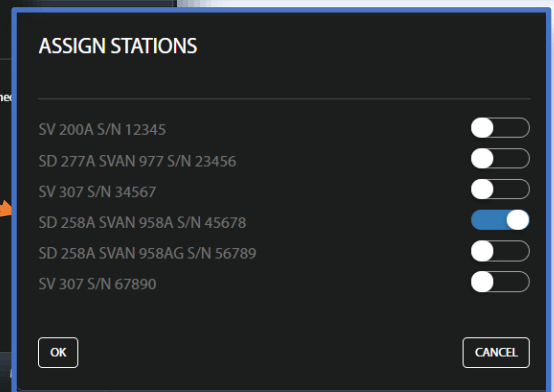 ASSIGN STATIONS
SV 200A S/N 12345
SD 277A SVAN 977 S/N 23456
SV 307 S/N 34567
SD 258A SVAN 958A S/N 45678
SD 258A SVAN 958AG S/N 56789
SV 307 S/N 67890
OK
CANCEL